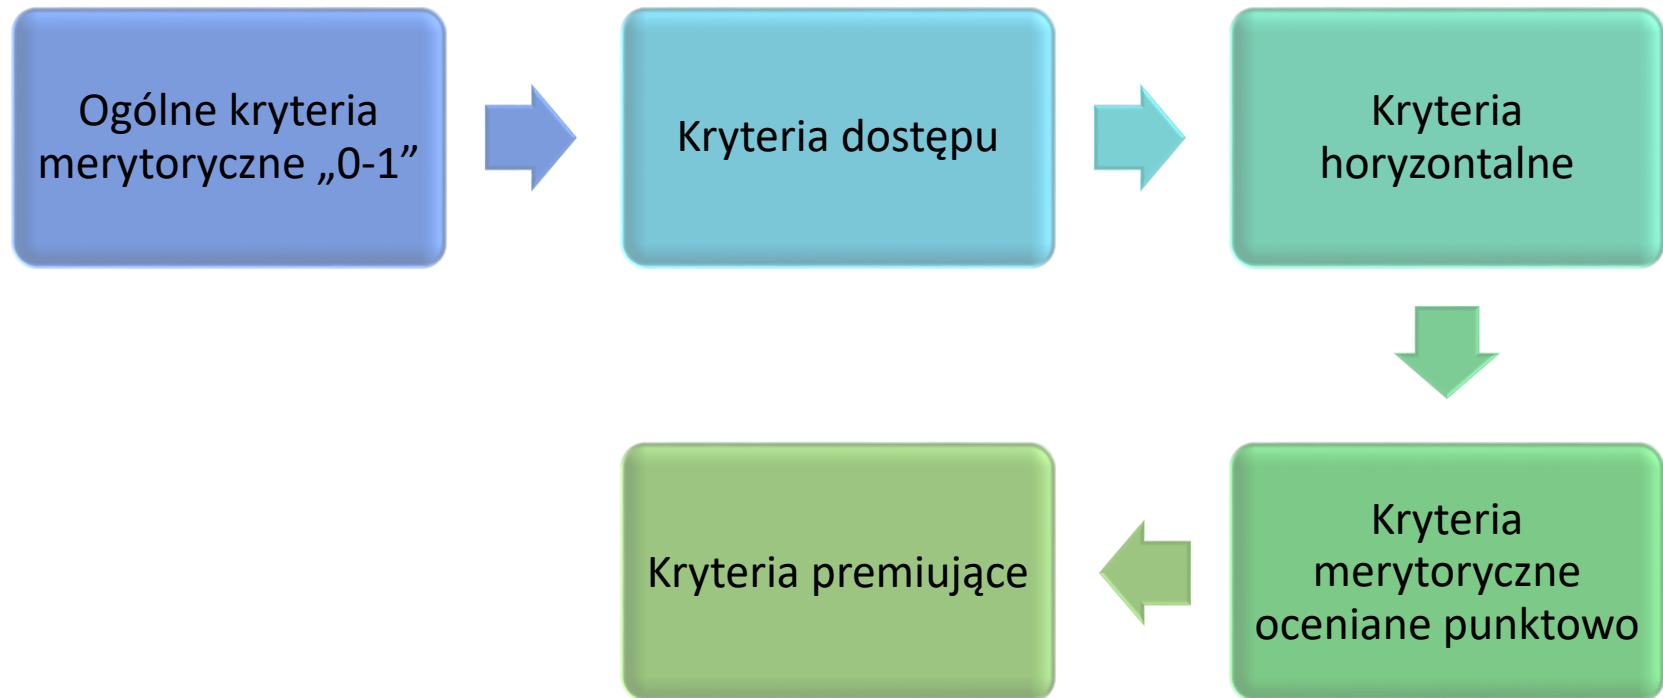 Ogólne kryteria
merytoryczne „0-1”
Kryteria dostępu
Kryteria
horyzontalne
Kryteria
merytoryczne
oceniane punktowo
Kryteria premiujące